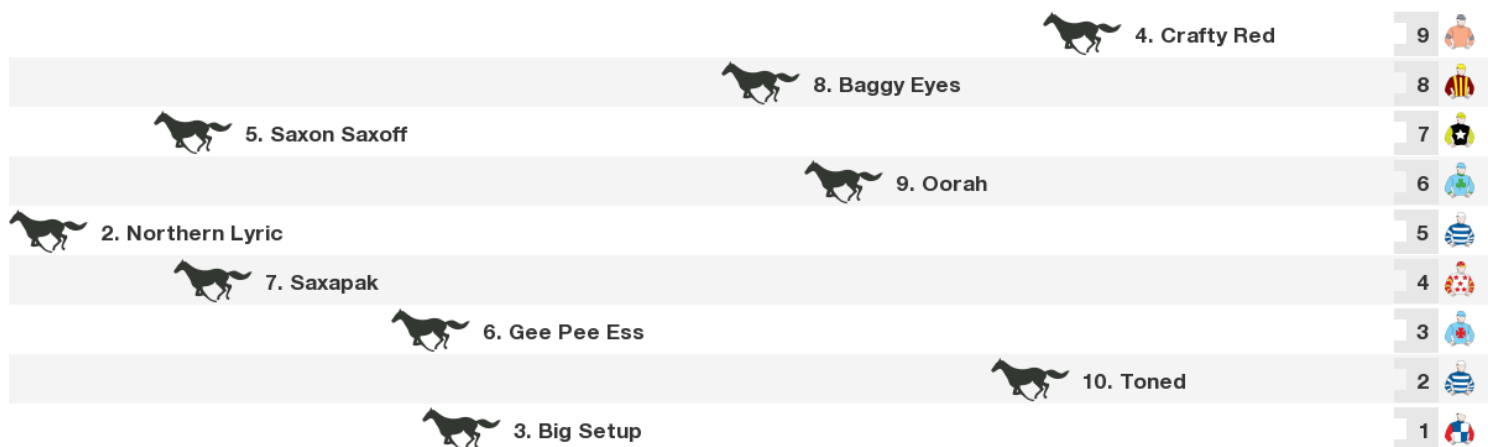 4. Crafty Red 9
8. Baggy Eyes 8
5. Saxon Saxoff 7
9. Oorah 6
2. Northern Lyric 5
7. Saxapak 4
6. Gee Pee Ess 3
10. Toned 2
3. Big Setup 1